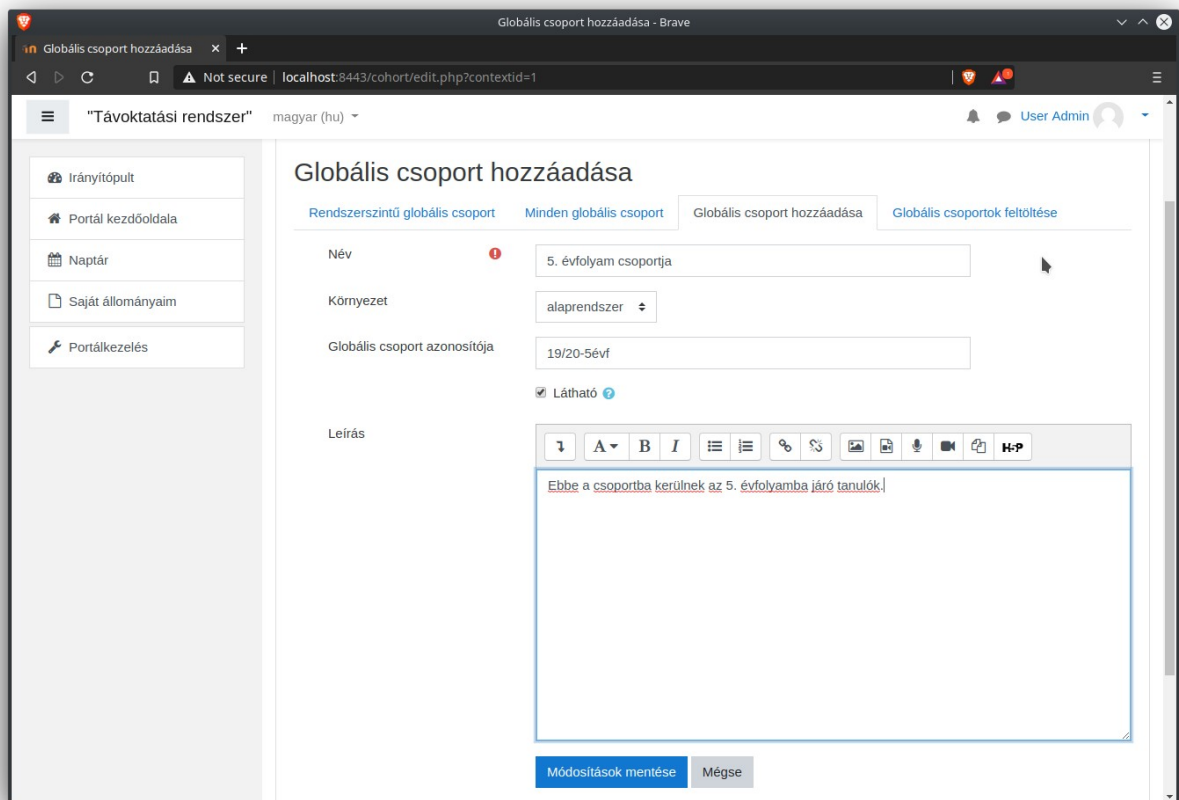 Globális csoport hozzáadása - Brave
Globális csoport hozzáadása
Not secure | localhost:8443/cohort/edit.php?contextid=1
"Távoktatási rendszer" magyar (hu) User Admin
Irányítópult
Portál kezdőoldala
Naptár
Saját állományaim
Portálkezelés
Globális csoport hozzáadása
Rendszerszintű globális csoport Minden globális csoport Globális csoport hozzáadása Globális csoportok feltöltése
Név 5. évfolyam csoportja
Környezet alaprendszer
Globális csoport azonosítója 19/20-5évf
Látható
Leírás
A B I H-P
Ebbe a csoportba kerülnek az 5. évfolyamba járó tanulók.
Módosítások mentése Mégse